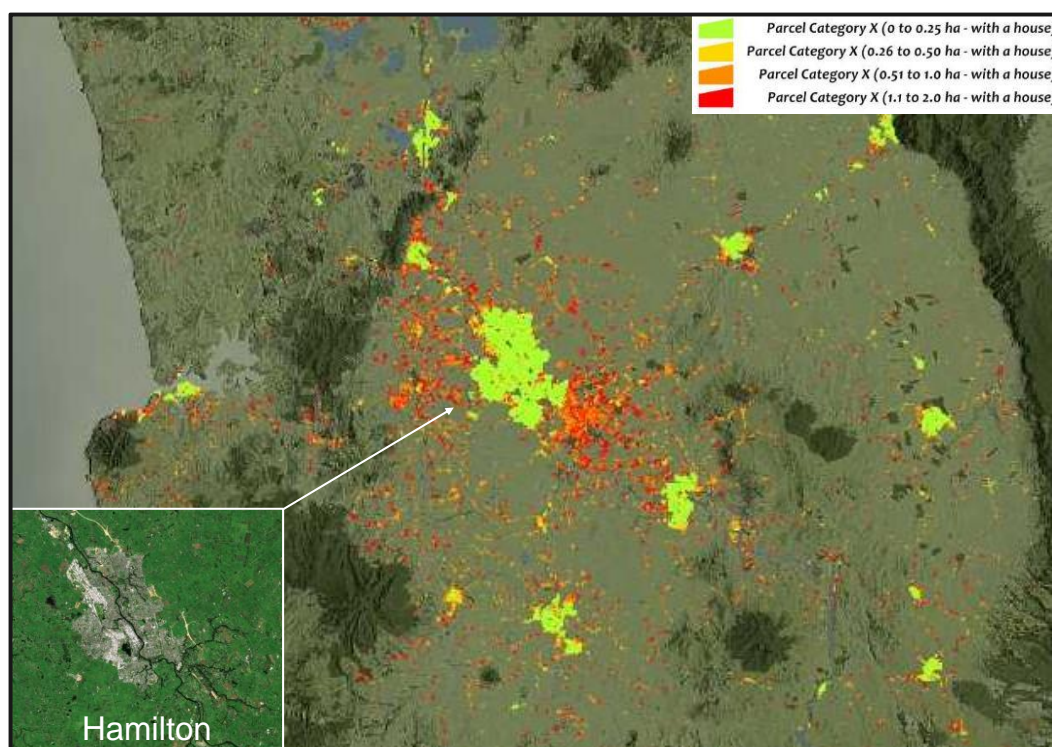 Parcel Category X (0 to 0.25 ha - with a house)
Parcel Category X (0.26 to 0.50 ha - with a house)
Parcel Category X (0.51 to 1.0 ha - with a house)
Parcel Category X (1.1 to 2.0 ha - with a house)
Hamilton